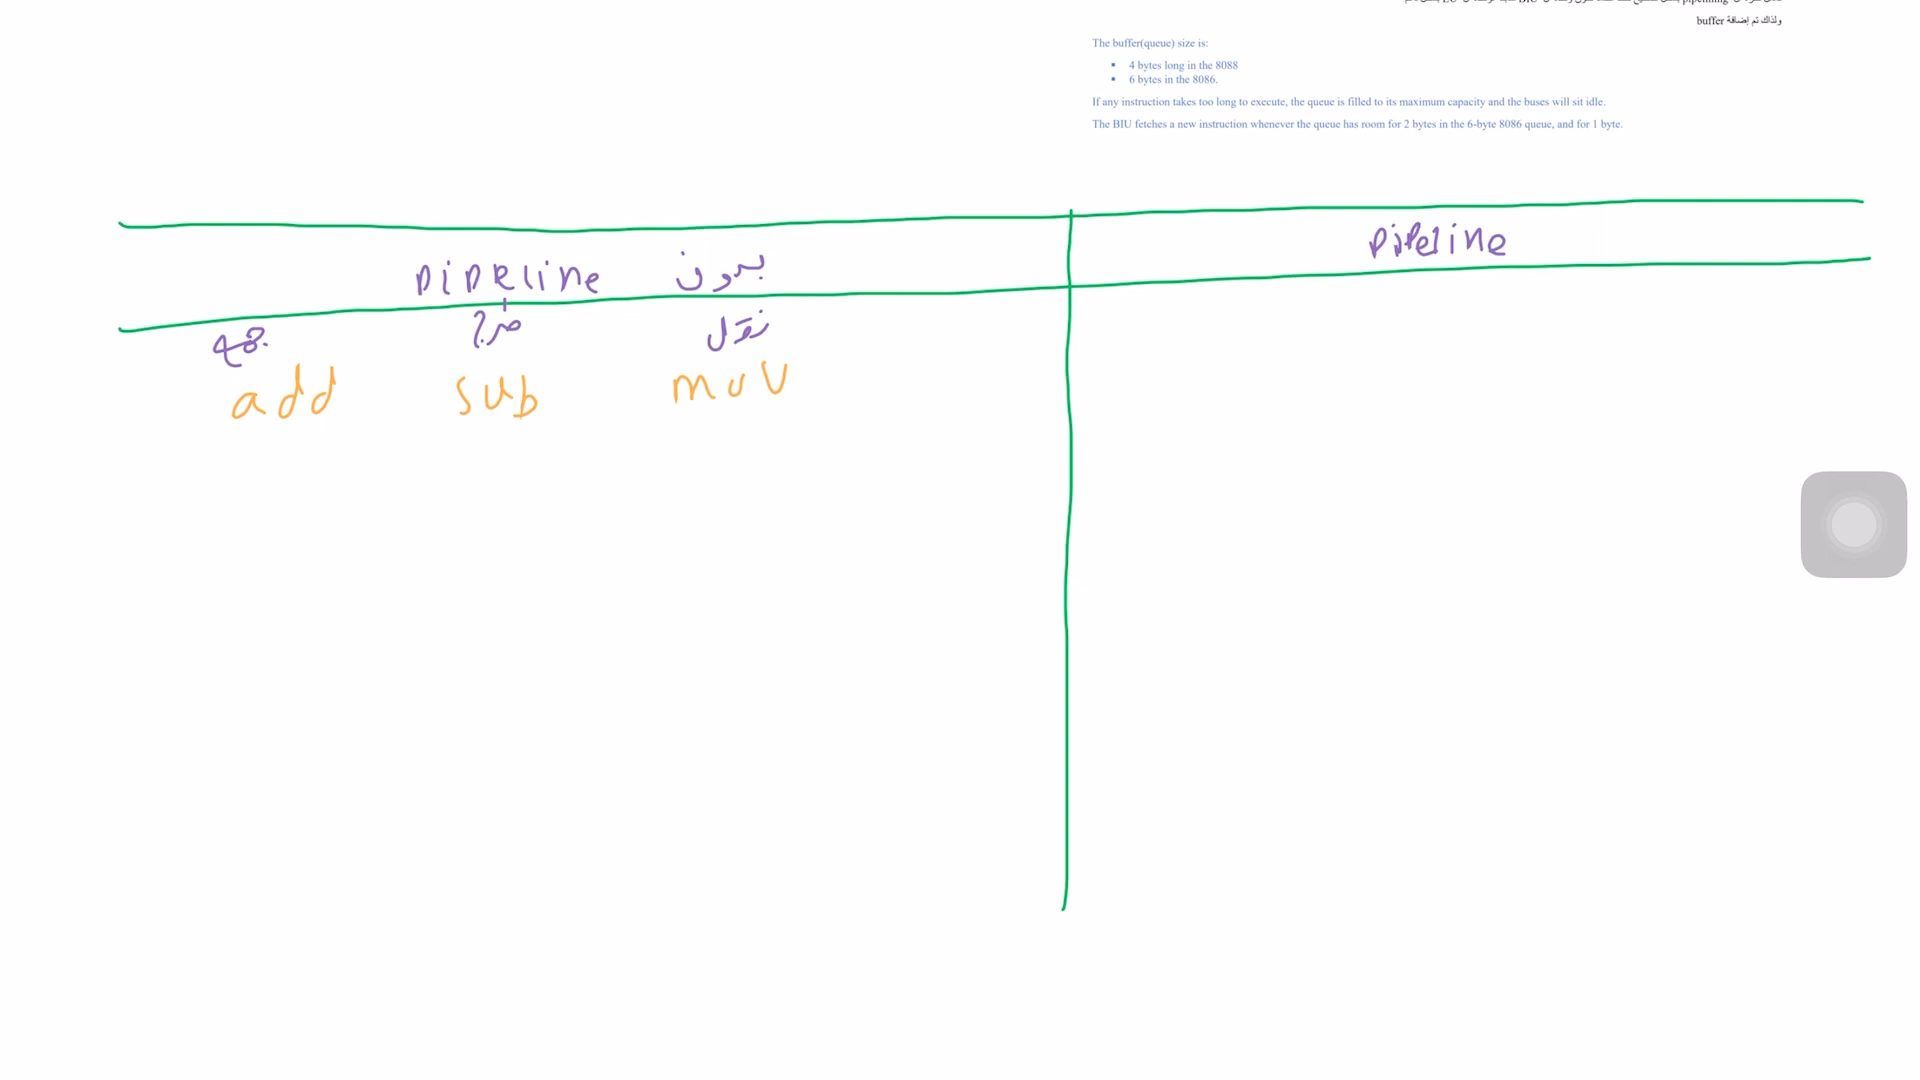 ولذلك تم إضافة buffer
The buffer(queue) size is:
▪ 4 bytes long in the 8088
▪ 6 bytes in the 8086.
If any instruction takes too long to execute, the queue is filled to its maximum capacity and the buses will sit idle.
The BIU fetches a new instruction whenever the queue has room for 2 bytes in the 6-byte 8086 queue, and for 1 byte.
بدون pipeline
pipeline
نقل
mov
sub
add